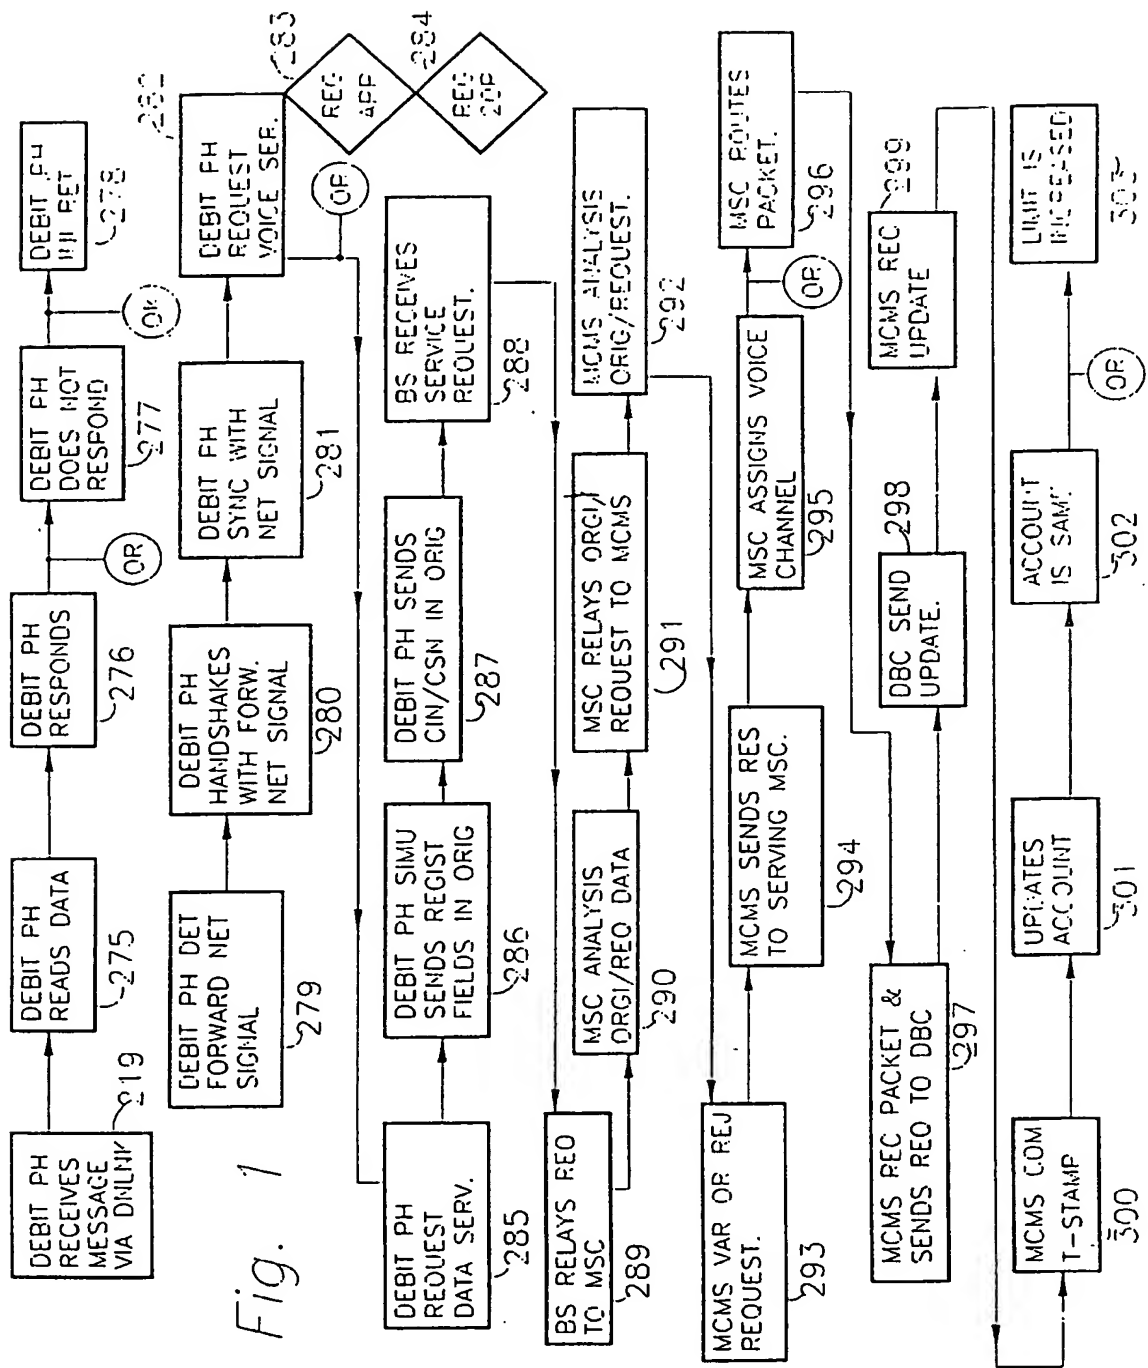 DEBIT PH
RECEIVES
MESSAGE
VIA DNLNK
219
DEBIT PH
READS DATA
275
DEBIT PH
RESPONDS
276
OR
DEBIT PH
DOES NOT
RESPOND
277
OR
DEBIT PH
278
DEBIT PH DET
FORWARD NET
SIGNAL
279
DEBIT PH
HANDSHAKES
WITH FORW.
NET SIGNAL
280
DEBIT PH
SYNC WITH
NET SIGNAL
281
DEBIT PH
REQUEST
VOICE SER.
282
REG
APP
283
REG
284
OR
Fig. 1
DEBIT PH
REQUEST
DATA SERV.
285
DEBIT PH SIMU
SENDS REGIST
FIELDS IN ORIG
286
DEBIT PH SENDS
CIN/CSN IN ORIG
287
BS RECEIVES
SERVICE
REQUEST.
288
BS RELAYS REQ
TO MSC
289
MSC ANALYSIS
ORGI/REQ DATA
290
MSC RELAYS ORGI/
REQUEST TO MCMS
291
MCMS ANALYSIS
ORIG/REQUEST.
292
MCMS VAR OR REJ
REQUEST.
293
MCMS SENDS RES
TO SERVING MSC.
294
MSC ASSIGNS VOICE
CHANNEL
295
OR
MSC ROUTES
PACKET.
296
MCMS REC PACKET &
SENDS REQ TO DBC
297
DBC SEND
UPDATE.
298
MCMS REC
UPDATE
299
MCMS COM
T-STAMP
300
UPDATES
ACCOUNT
301
ACCOUNT
IS SAME
302
OR
LIMIT IS
INCREASED
303